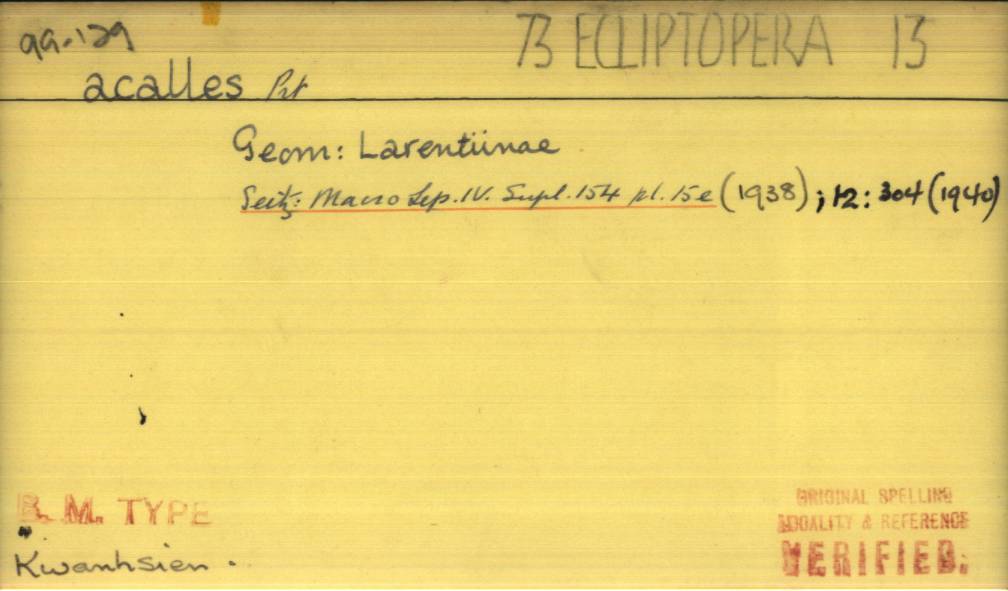 99-129
73 ECLIPTOPERA 13
acalles Prt
Geom: Larentiinae
Seitz: Macro Lep. IV. Supl. 154 pl. 15e (1938); 12: 304 (1940)
B. M. TYPE
Kwanhsien.
ORIGINAL SPELLING
LOCALITY & REFERENCE
VERIFIED.